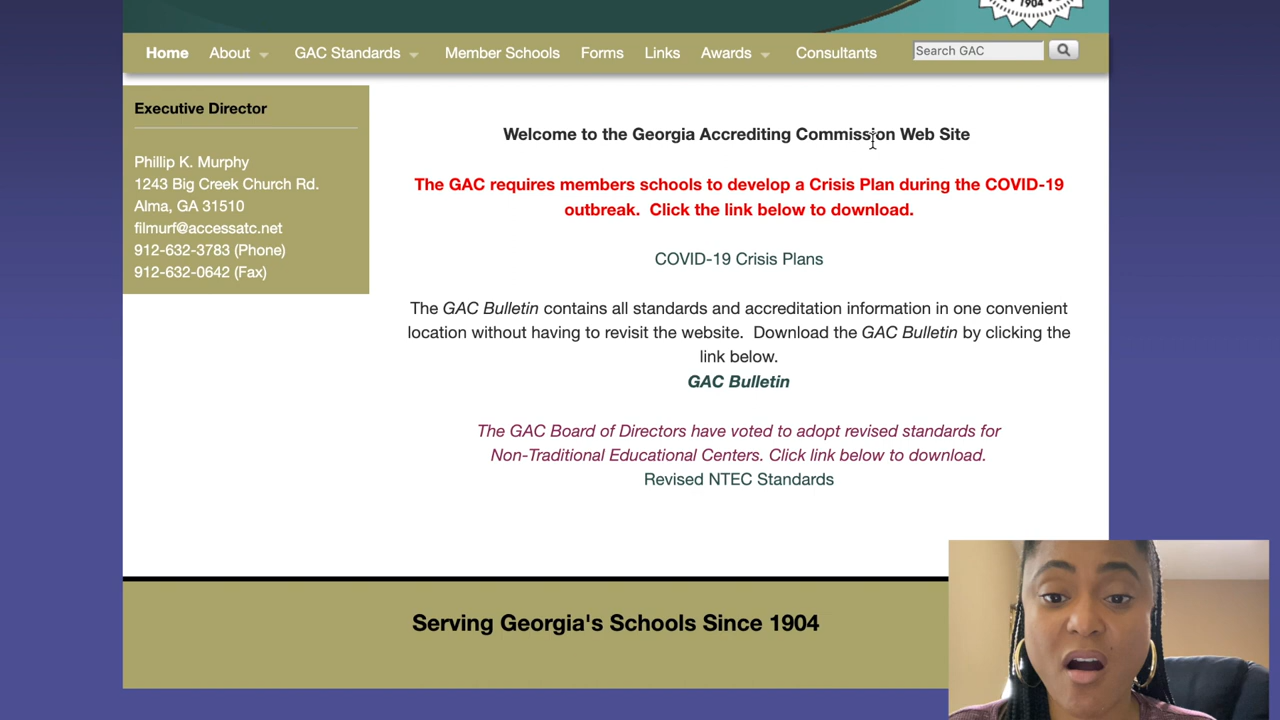 1904
Home About GAC Standards Member Schools Forms Links Awards Consultants Search GAC
Executive Director
Phillip K. Murphy
1243 Big Creek Church Rd.
Alma, GA 31510
filmurf@accessatc.net
912-632-3783 (Phone)
912-632-0642 (Fax)
Welcome to the Georgia Accrediting Commission Web Site
The GAC requires members schools to develop a Crisis Plan during the COVID-19
outbreak. Click the link below to download.
COVID-19 Crisis Plans
The GAC Bulletin contains all standards and accreditation information in one convenient
location without having to revisit the website. Download the GAC Bulletin by clicking the
link below.
GAC Bulletin
The GAC Board of Directors have voted to adopt revised standards for
Non-Traditional Educational Centers. Click link below to download.
Revised NTEC Standards
Serving Georgia's Schools Since 1904